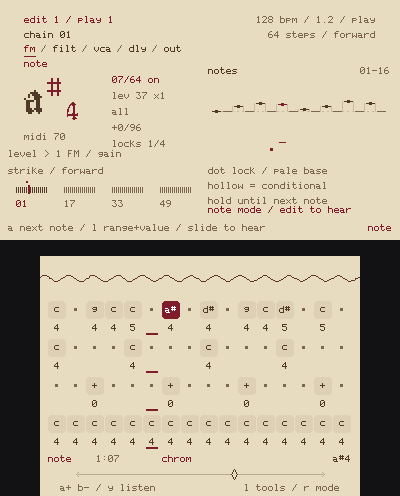 edit 1 / play 1
128 bpm / 1.2 / play
chain 01
64 steps / forward
fm / filt / vca / dly / out
note
a# 4
07/64 on
lev 37 x1
all
+0/96
locks 1/4
notes 01-16
midi 70
level > 1 FM / gain
strike / forward
01 17 33 49
dot lock / pale base
hollow = conditional
hold until next note
note mode / edit to hear
a next note / l range+value / slide to hear
note
c · g c c · a# · d# · g c d# · c ·
4 4 4 5 4 4 4 4 5 5
c · · · c · · · c · · · c · · ·
4 4 4 4
· · + · · · + · · · + · · · + ·
0 0 0 0
c c c c c c c c c c c c c c c c
4 4 4 4 4 4 4 4 4 4 4 4 4 4 4 4
note 1:07 chrom a#4
a+ b- / y listen l tools / r mode